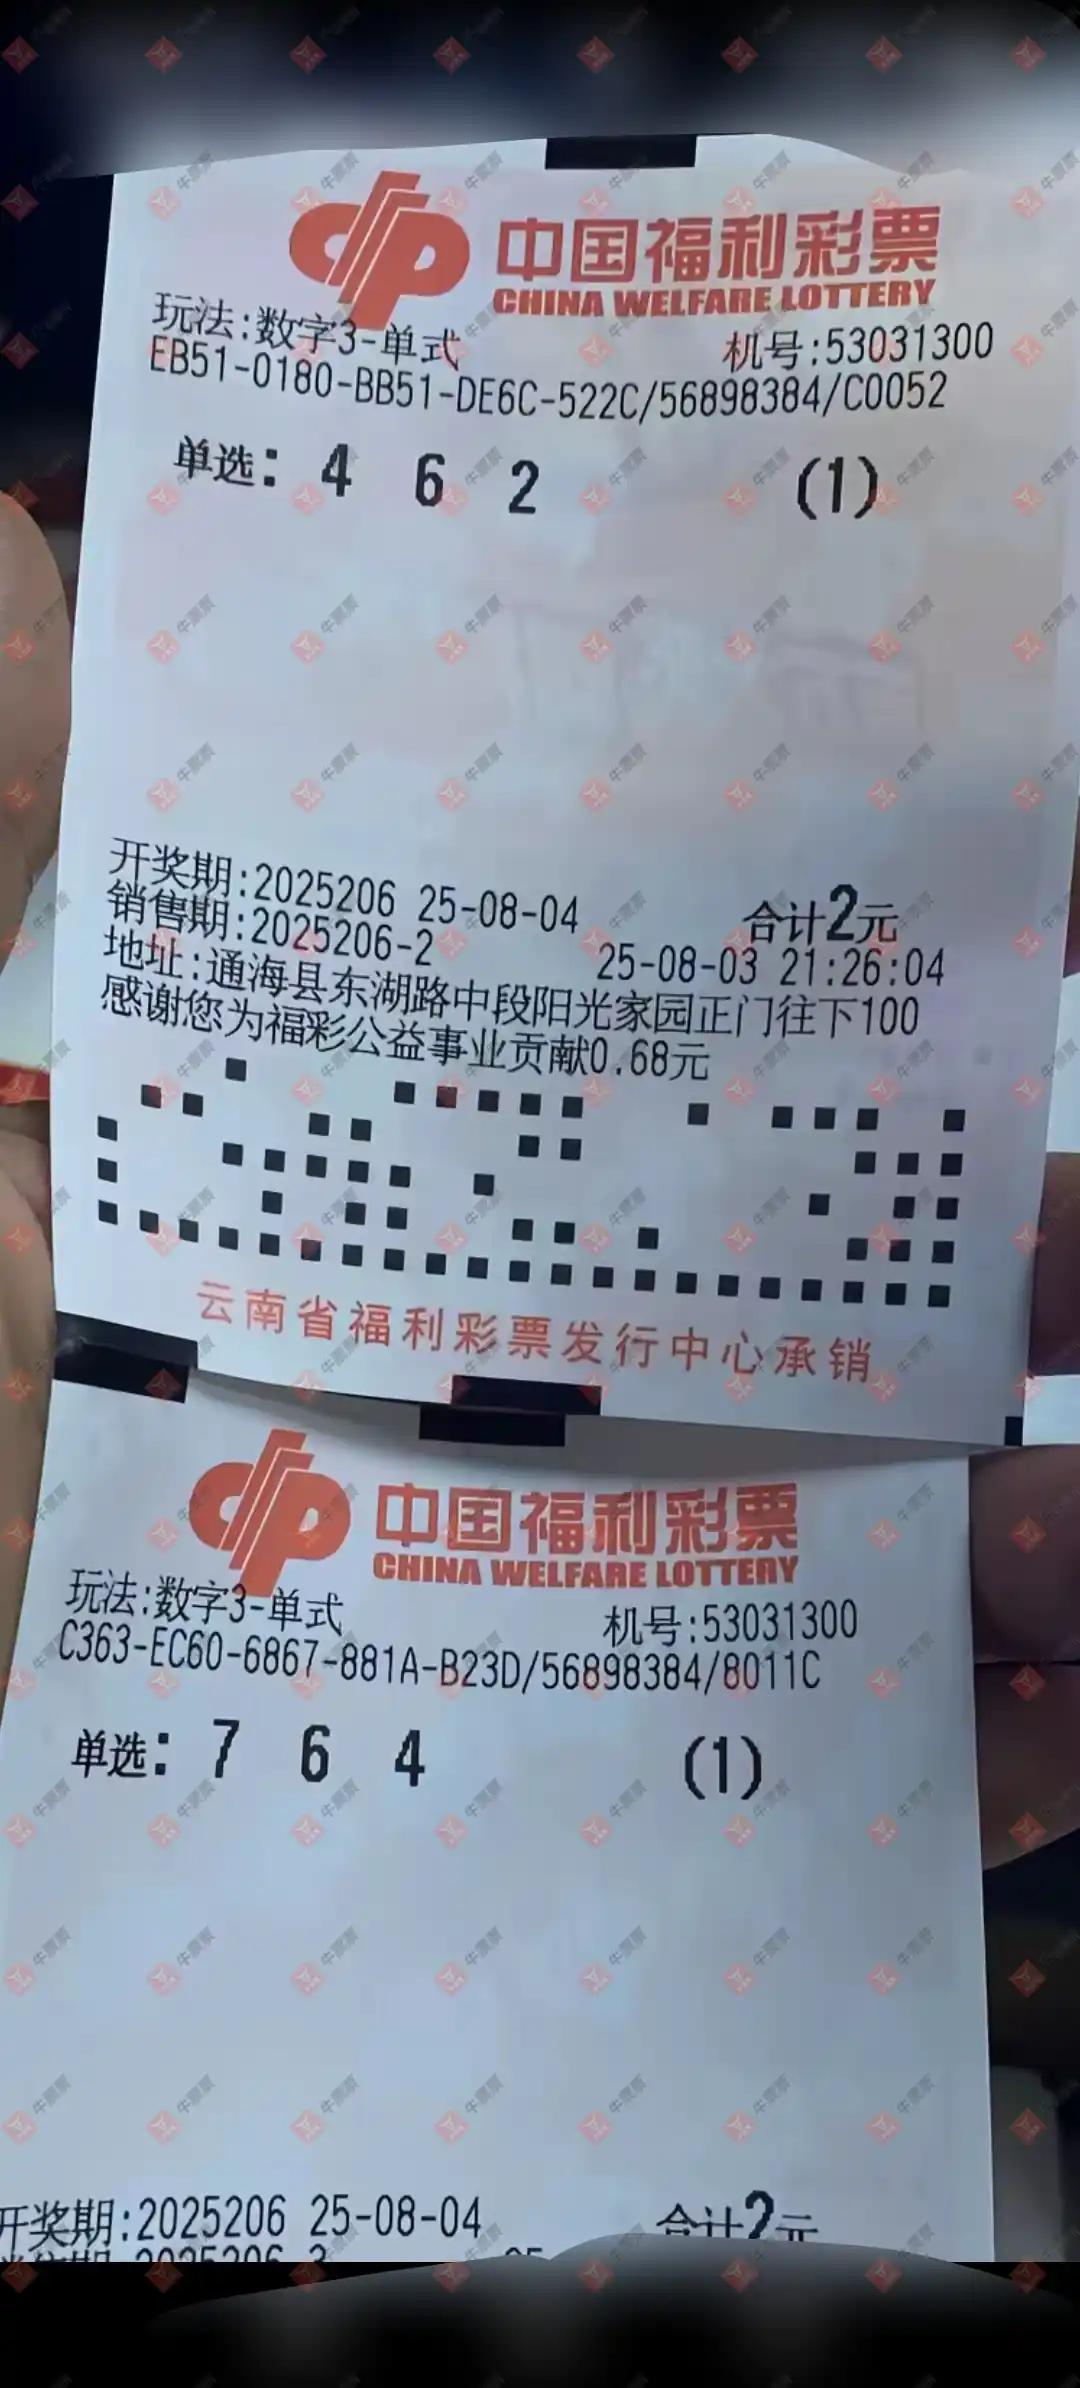 中国福利彩票
CHINA WELFARE LOTTERY
玩法:数字3-单式 机号:53031300
EB51-0180-BB51-DE6C-522C/56898384/C0052
单选: 4 6 2 (1)
开奖期:2025206 25-08-04 合计2元
销售期:2025206-2 25-08-03 21:26:04
地址:通海县东湖路中段阳光家园正门往下100
感谢您为福彩公益事业贡献0.68元
云南省福利彩票发行中心承销
中国福利彩票
CHINA WELFARE LOTTERY
玩法:数字3-单式 机号:53031300
C363-EC60-6867-881A-B23D/56898384/8011C
单选: 7 6 4 (1)
开奖期:2025206 25-08-04 合计2元
牛票票